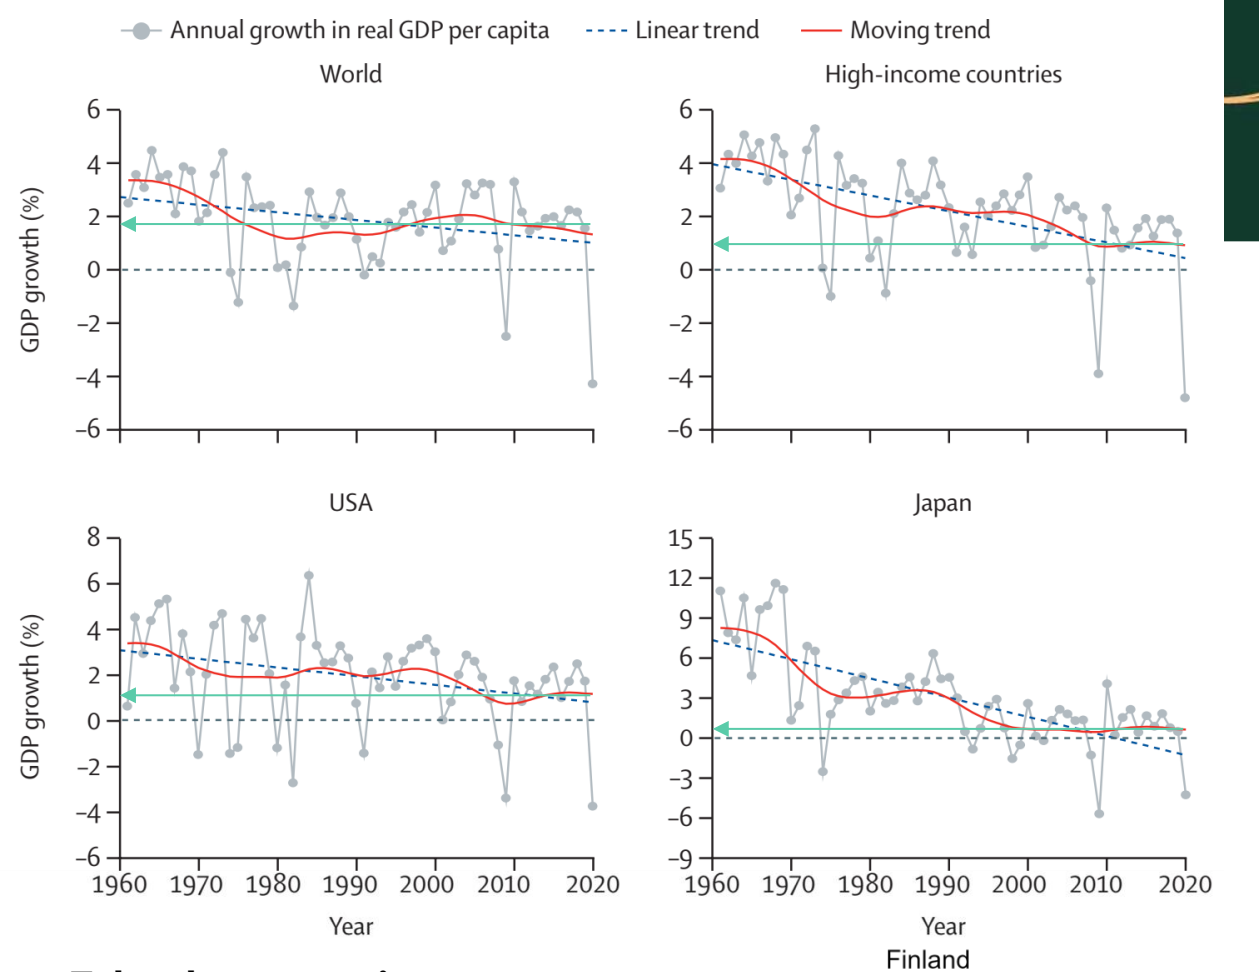 Annual growth in real GDP per capita Linear trend Moving trend
World High-income countries
GDP growth (%)
6 6
4 4
2 2
0 0
–2 –2
–4 –4
–6 –6
USA Japan
GDP growth (%)
8 15
6 12
4 9
2 6
0 3
–2 0
–4 –3
–6 –6
–9
1960 1970 1980 1990 2000 2010 2020 1960 1970 1980 1990 2000 2010 2020
Year Year
Finland